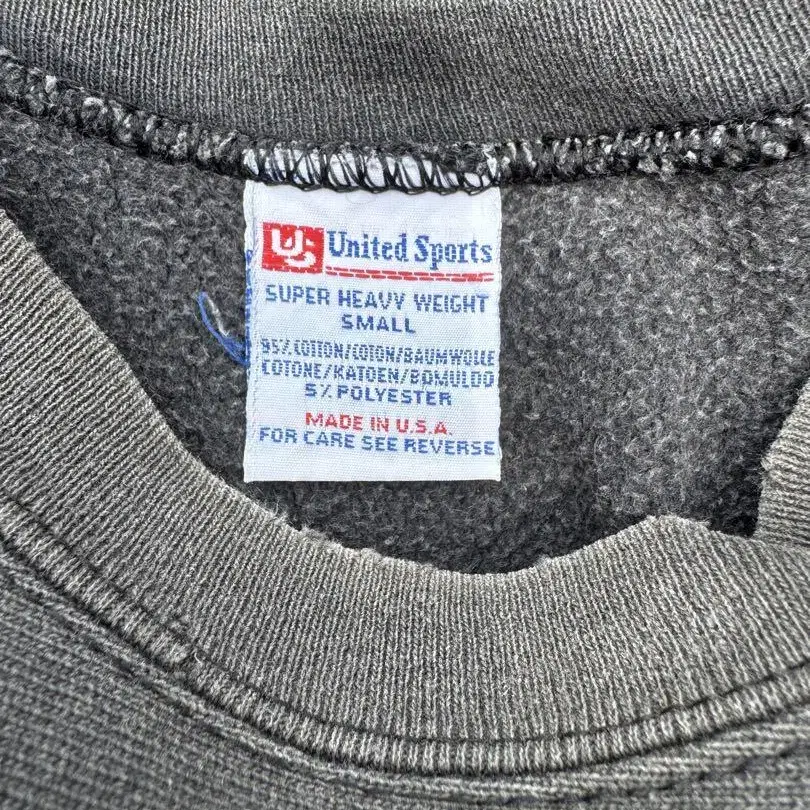 US United Sports
SUPER HEAVY WEIGHT
SMALL
95% COTTON/COTON/BAUMWOLLE
COTONE/KATOEN/BOMULDO
5% POLYESTER
MADE IN U.S.A.
FOR CARE SEE REVERSE